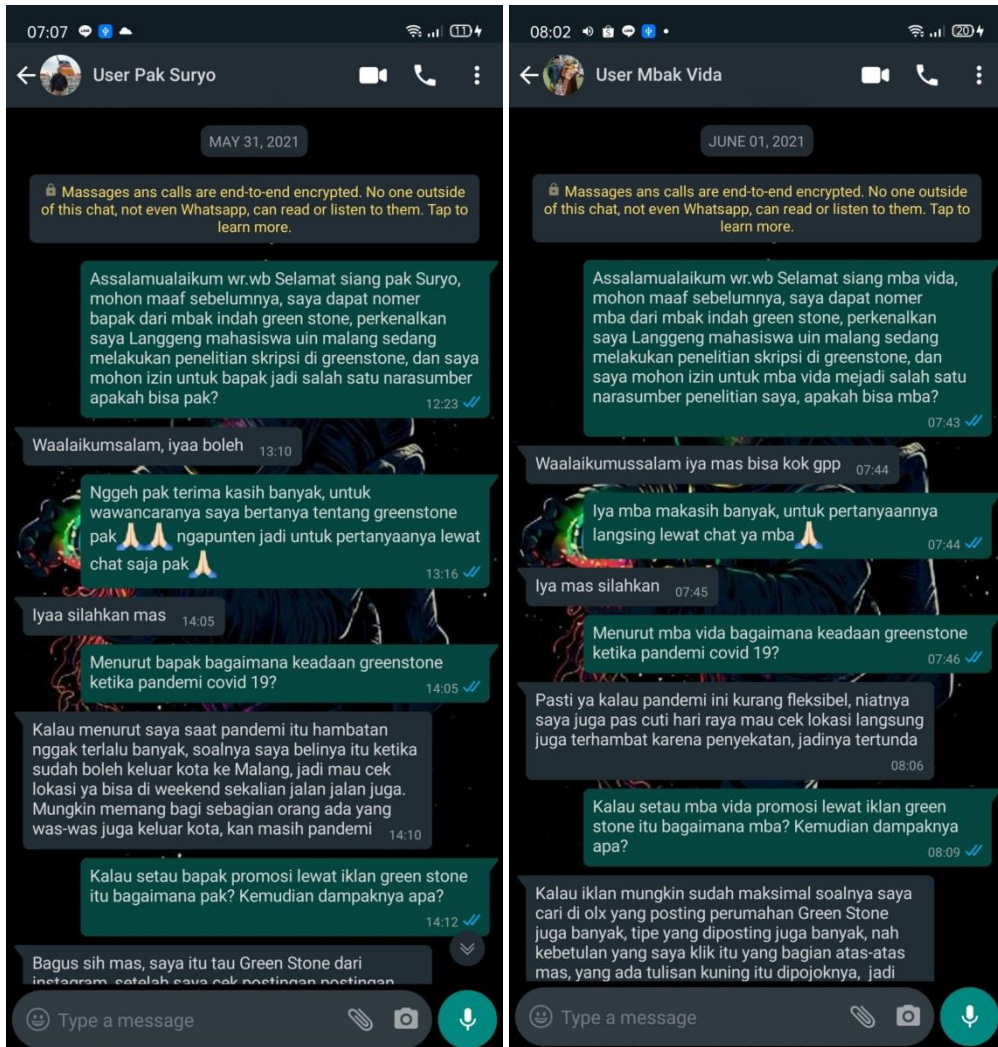 07:07
11
User Pak Suryo
MAY 31, 2021
Massages ans calls are end-to-end encrypted. No one outside
of this chat, not even Whatsapp, can read or listen to them. Tap to
learn more.
Assalamualaikum wr.wb Selamat siang pak Suryo,
mohon maaf sebelumnya, saya dapat nomer
bapak dari mbak indah green stone, perkenalkan
saya Langgeng mahasiswa uin malang sedang
melakukan penelitian skripsi di greenstone, dan saya
mohon izin untuk bapak jadi salah satu narasumber
apakah bisa pak?
12:23
Waalaikumsalam, iyaa boleh 13:10
Nggeh pak terima kasih banyak, untuk
wawancaranya saya bertanya tentang greenstone
pak 🙏🏻🙏🏻 ngapunten jadi untuk pertanyaanya lewat
chat saja pak 🙏🏻
13:16
Iyaa silahkan mas 14:05
Menurut bapak bagaimana keadaan greenstone
ketika pandemi covid 19?
14:05
Kalau menurut saya saat pandemi itu hambatan
nggak terlalu banyak, soalnya saya belinya itu ketika
sudah boleh keluar kota ke Malang, jadi mau cek
lokasi ya bisa di weekend sekalian jalan jalan juga.
Mungkin memang bagi sebagian orang ada yang
was-was juga keluar kota, kan masih pandemi 14:10
Kalau setau bapak promosi lewat iklan green stone
itu bagaimana pak? Kemudian dampaknya apa?
14:12
Bagus sih mas, saya itu tau Green Stone dari
instagram, setelah saya cek postingan postingan
Type a message
08:02
20
User Mbak Vida
JUNE 01, 2021
Massages ans calls are end-to-end encrypted. No one outside
of this chat, not even Whatsapp, can read or listen to them. Tap to
learn more.
Assalamualaikum wr.wb Selamat siang mba vida,
mohon maaf sebelumnya, saya dapat nomer
mba dari mbak indah green stone, perkenalkan
saya Langgeng mahasiswa uin malang sedang
melakukan penelitian skripsi di greenstone, dan
saya mohon izin untuk mba vida mejadi salah satu
narasumber penelitian saya, apakah bisa mba?
07:43
Waalaikumussalam iya mas bisa kok gpp 07:44
Iya mba makasih banyak, untuk pertanyaannya
langsing lewat chat ya mba 🙏🏻
07:44
Iya mas silahkan 07:45
Menurut mba vida bagaimana keadaan greenstone
ketika pandemi covid 19?
07:46
Pasti ya kalau pandemi ini kurang fleksibel, niatnya
saya juga pas cuti hari raya mau cek lokasi langsung
juga terhambat karena penyekatan, jadinya tertunda
08:06
Kalau setau mba vida promosi lewat iklan green
stone itu bagaimana mba? Kemudian dampaknya
apa?
08:09
Kalau iklan mungkin sudah maksimal soalnya saya
cari di olx yang posting perumahan Green Stone
juga banyak, tipe yang diposting juga banyak, nah
kebetulan yang saya klik itu yang bagian atas-atas
mas, yang ada tulisan kuning itu dipojoknya, jadi
Type a message